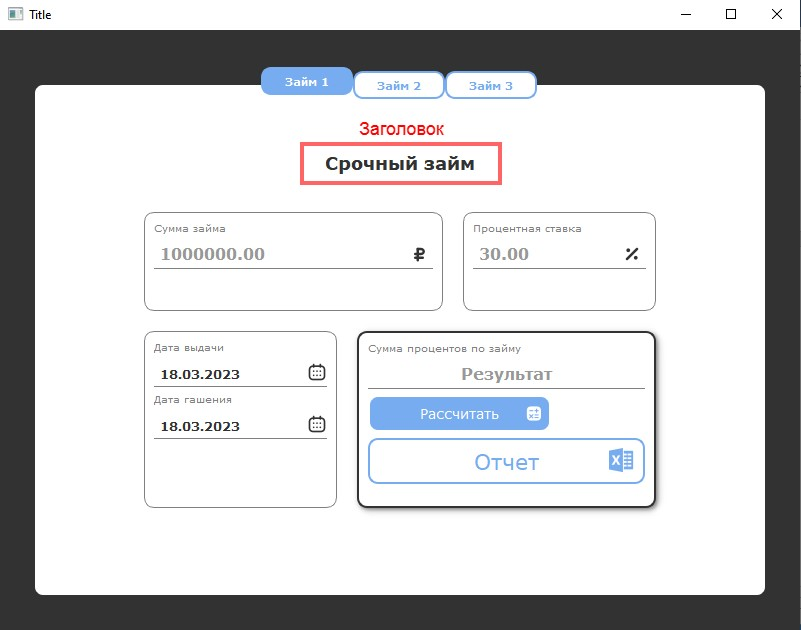 Title
Займ 1
Займ 2
Займ 3
Заголовок
Срочный займ
Сумма займа
1000000.00 ₽
Процентная ставка
30.00 %
Дата выдачи
18.03.2023
Дата гашения
18.03.2023
Сумма процентов по займу
Результат
Рассчитать
Отчет